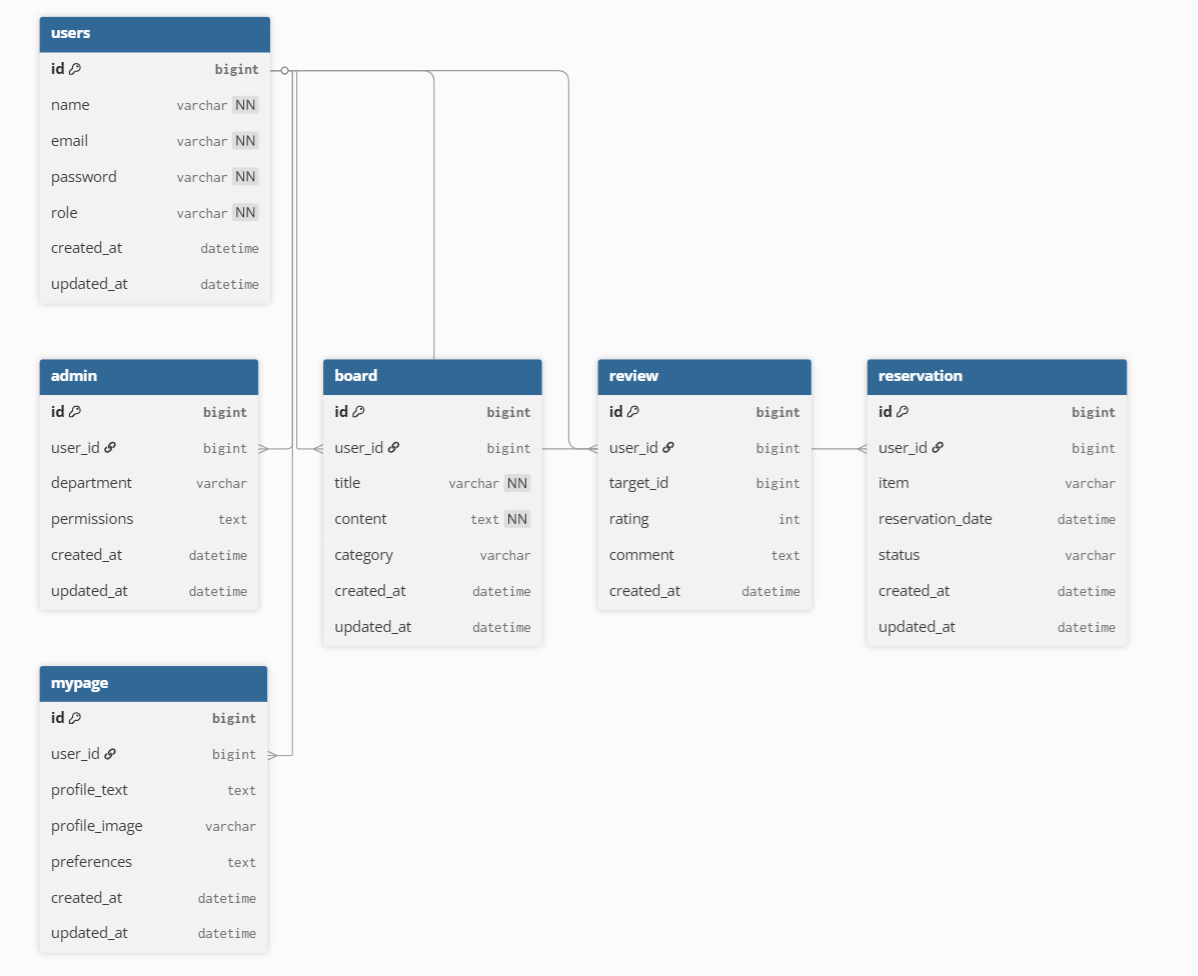 users
id bigint
name varchar NN
email varchar NN
password varchar NN
role varchar NN
created_at datetime
updated_at datetime
admin
id bigint
user_id bigint
department varchar
permissions text
created_at datetime
updated_at datetime
board
id bigint
user_id bigint
title varchar NN
content text NN
category varchar
created_at datetime
updated_at datetime
review
id bigint
user_id bigint
target_id bigint
rating int
comment text
created_at datetime
reservation
id bigint
user_id bigint
item varchar
reservation_date datetime
status varchar
created_at datetime
updated_at datetime
mypage
id bigint
user_id bigint
profile_text text
profile_image varchar
preferences text
created_at datetime
updated_at datetime